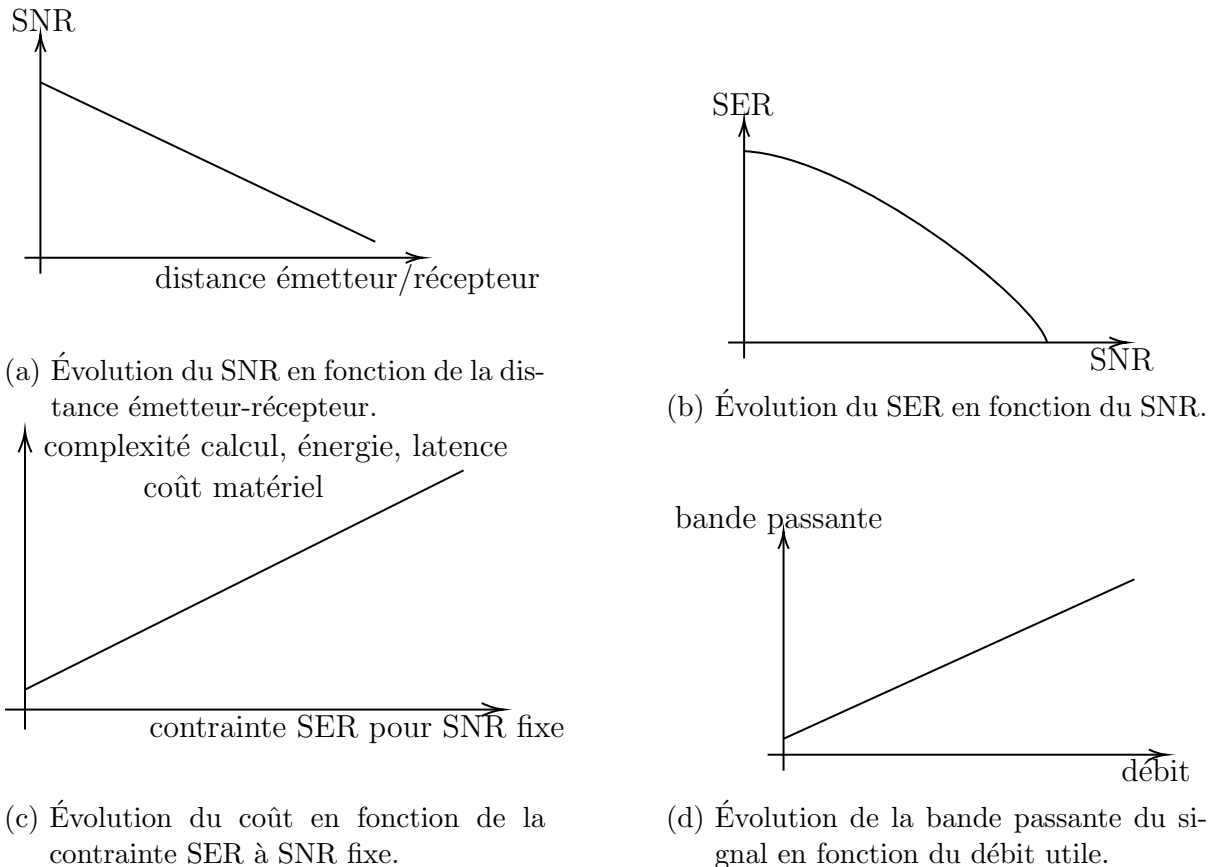 SNR
distance émetteur/récepteur
(a) Évolution du SNR en fonction de la dis-
tance émetteur-récepteur.
SER
SNR
(b) Évolution du SER en fonction du SNR.
complexité calcul, énergie, latence
coût matériel
contrainte SER pour SNR fixe
(c) Évolution du coût en fonction de la
contrainte SER à SNR fixe.
bande passante
débit
(d) Évolution de la bande passante du si-
gnal en fonction du débit utile.